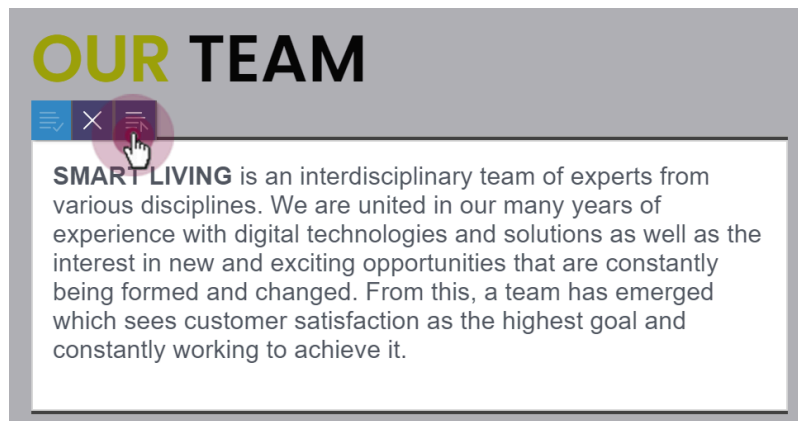 OUR TEAM
SMART LIVING is an interdisciplinary team of experts from
various disciplines. We are united in our many years of
experience with digital technologies and solutions as well as the
interest in new and exciting opportunities that are constantly
being formed and changed. From this, a team has emerged
which sees customer satisfaction as the highest goal and
constantly working to achieve it.